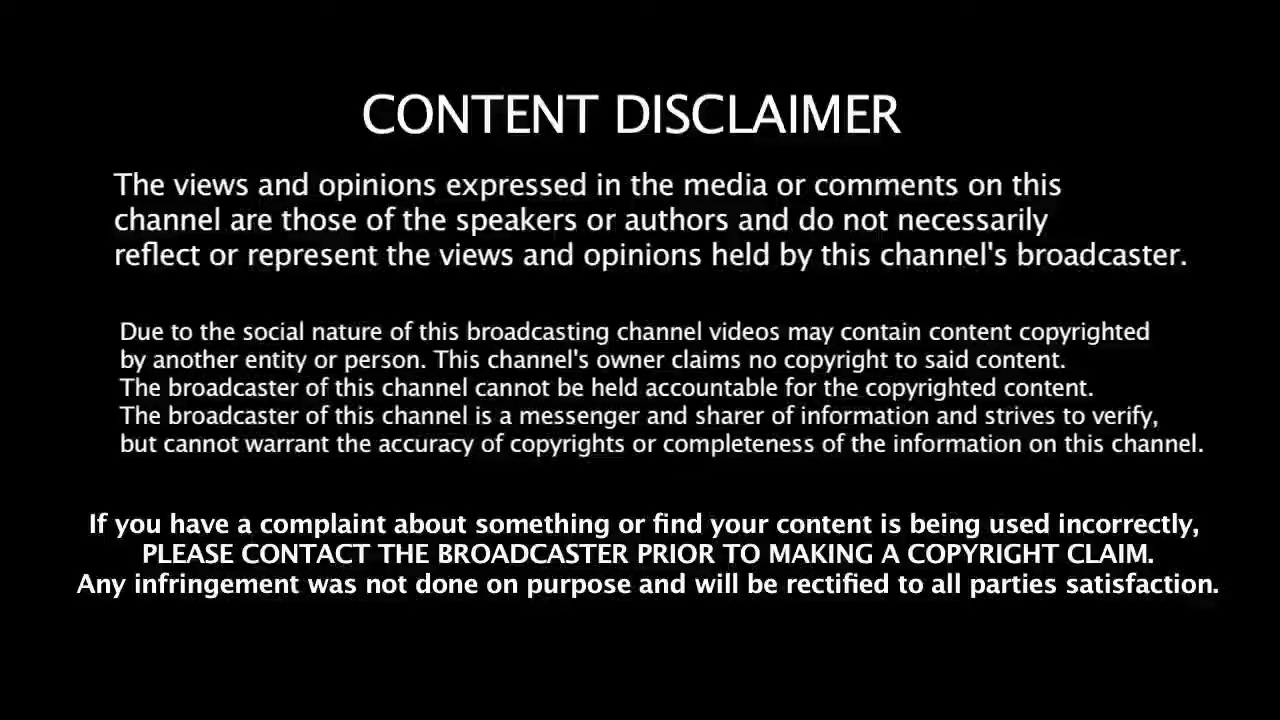 CONTENT DISCLAIMER
The views and opinions expressed in the media or comments on this
channel are those of the speakers or authors and do not necessarily
reflect or represent the views and opinions held by this channel's broadcaster.
Due to the social nature of this broadcasting channel videos may contain content copyrighted
by another entity or person. This channel's owner claims no copyright to said content.
The broadcaster of this channel cannot be held accountable for the copyrighted content.
The broadcaster of this channel is a messenger and sharer of information and strives to verify,
but cannot warrant the accuracy of copyrights or completeness of the information on this channel.
If you have a complaint about something or find your content is being used incorrectly,
PLEASE CONTACT THE BROADCASTER PRIOR TO MAKING A COPYRIGHT CLAIM.
Any infringement was not done on purpose and will be rectified to all parties satisfaction.